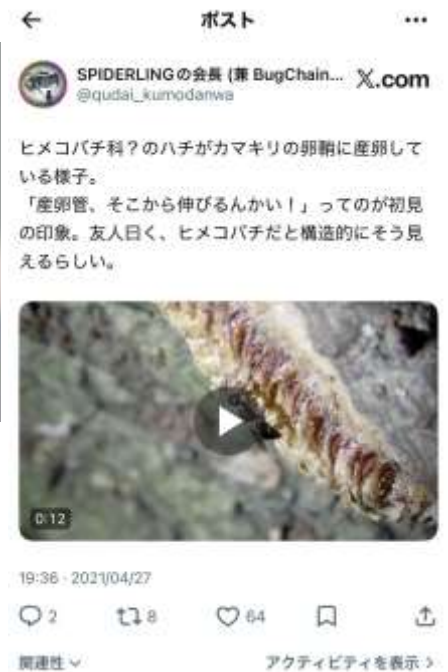 ポスト
SPIDERLINGの会長 (兼 BugChain...
X.com
@qudai_kumodanwa
ヒメコバチ科？のハチがカマキリの卵鞘に産卵して
いる様子。
「産卵管、そこから伸びるんかい！」ってのが初見
の印象。友人曰く、ヒメコバチだと構造的にそう見
えるらしい。
0:12
19:36 · 2021/04/27
2 8 64
関連性
アクティビティを表示